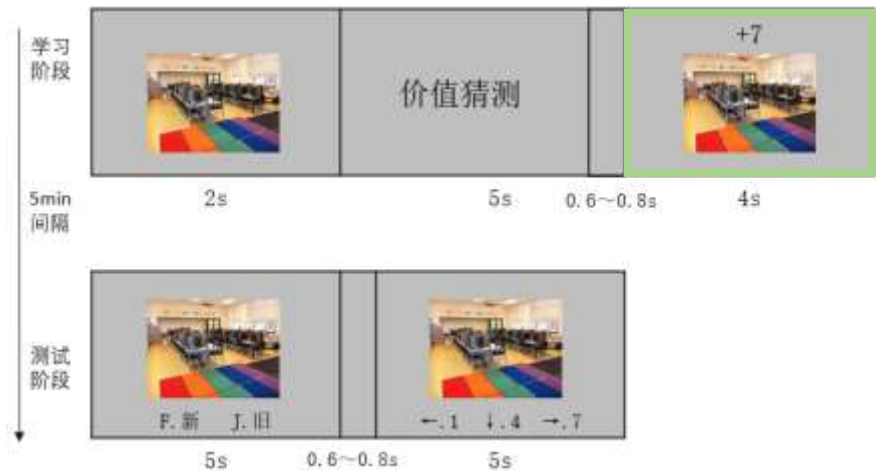 学习
阶段
价值猜测
+7
2s
5s
0.6～0.8s
4s
5min
间隔
F.新 J.旧
←.1 ↓.4 →.7
测试
阶段
5s
0.6～0.8s
5s